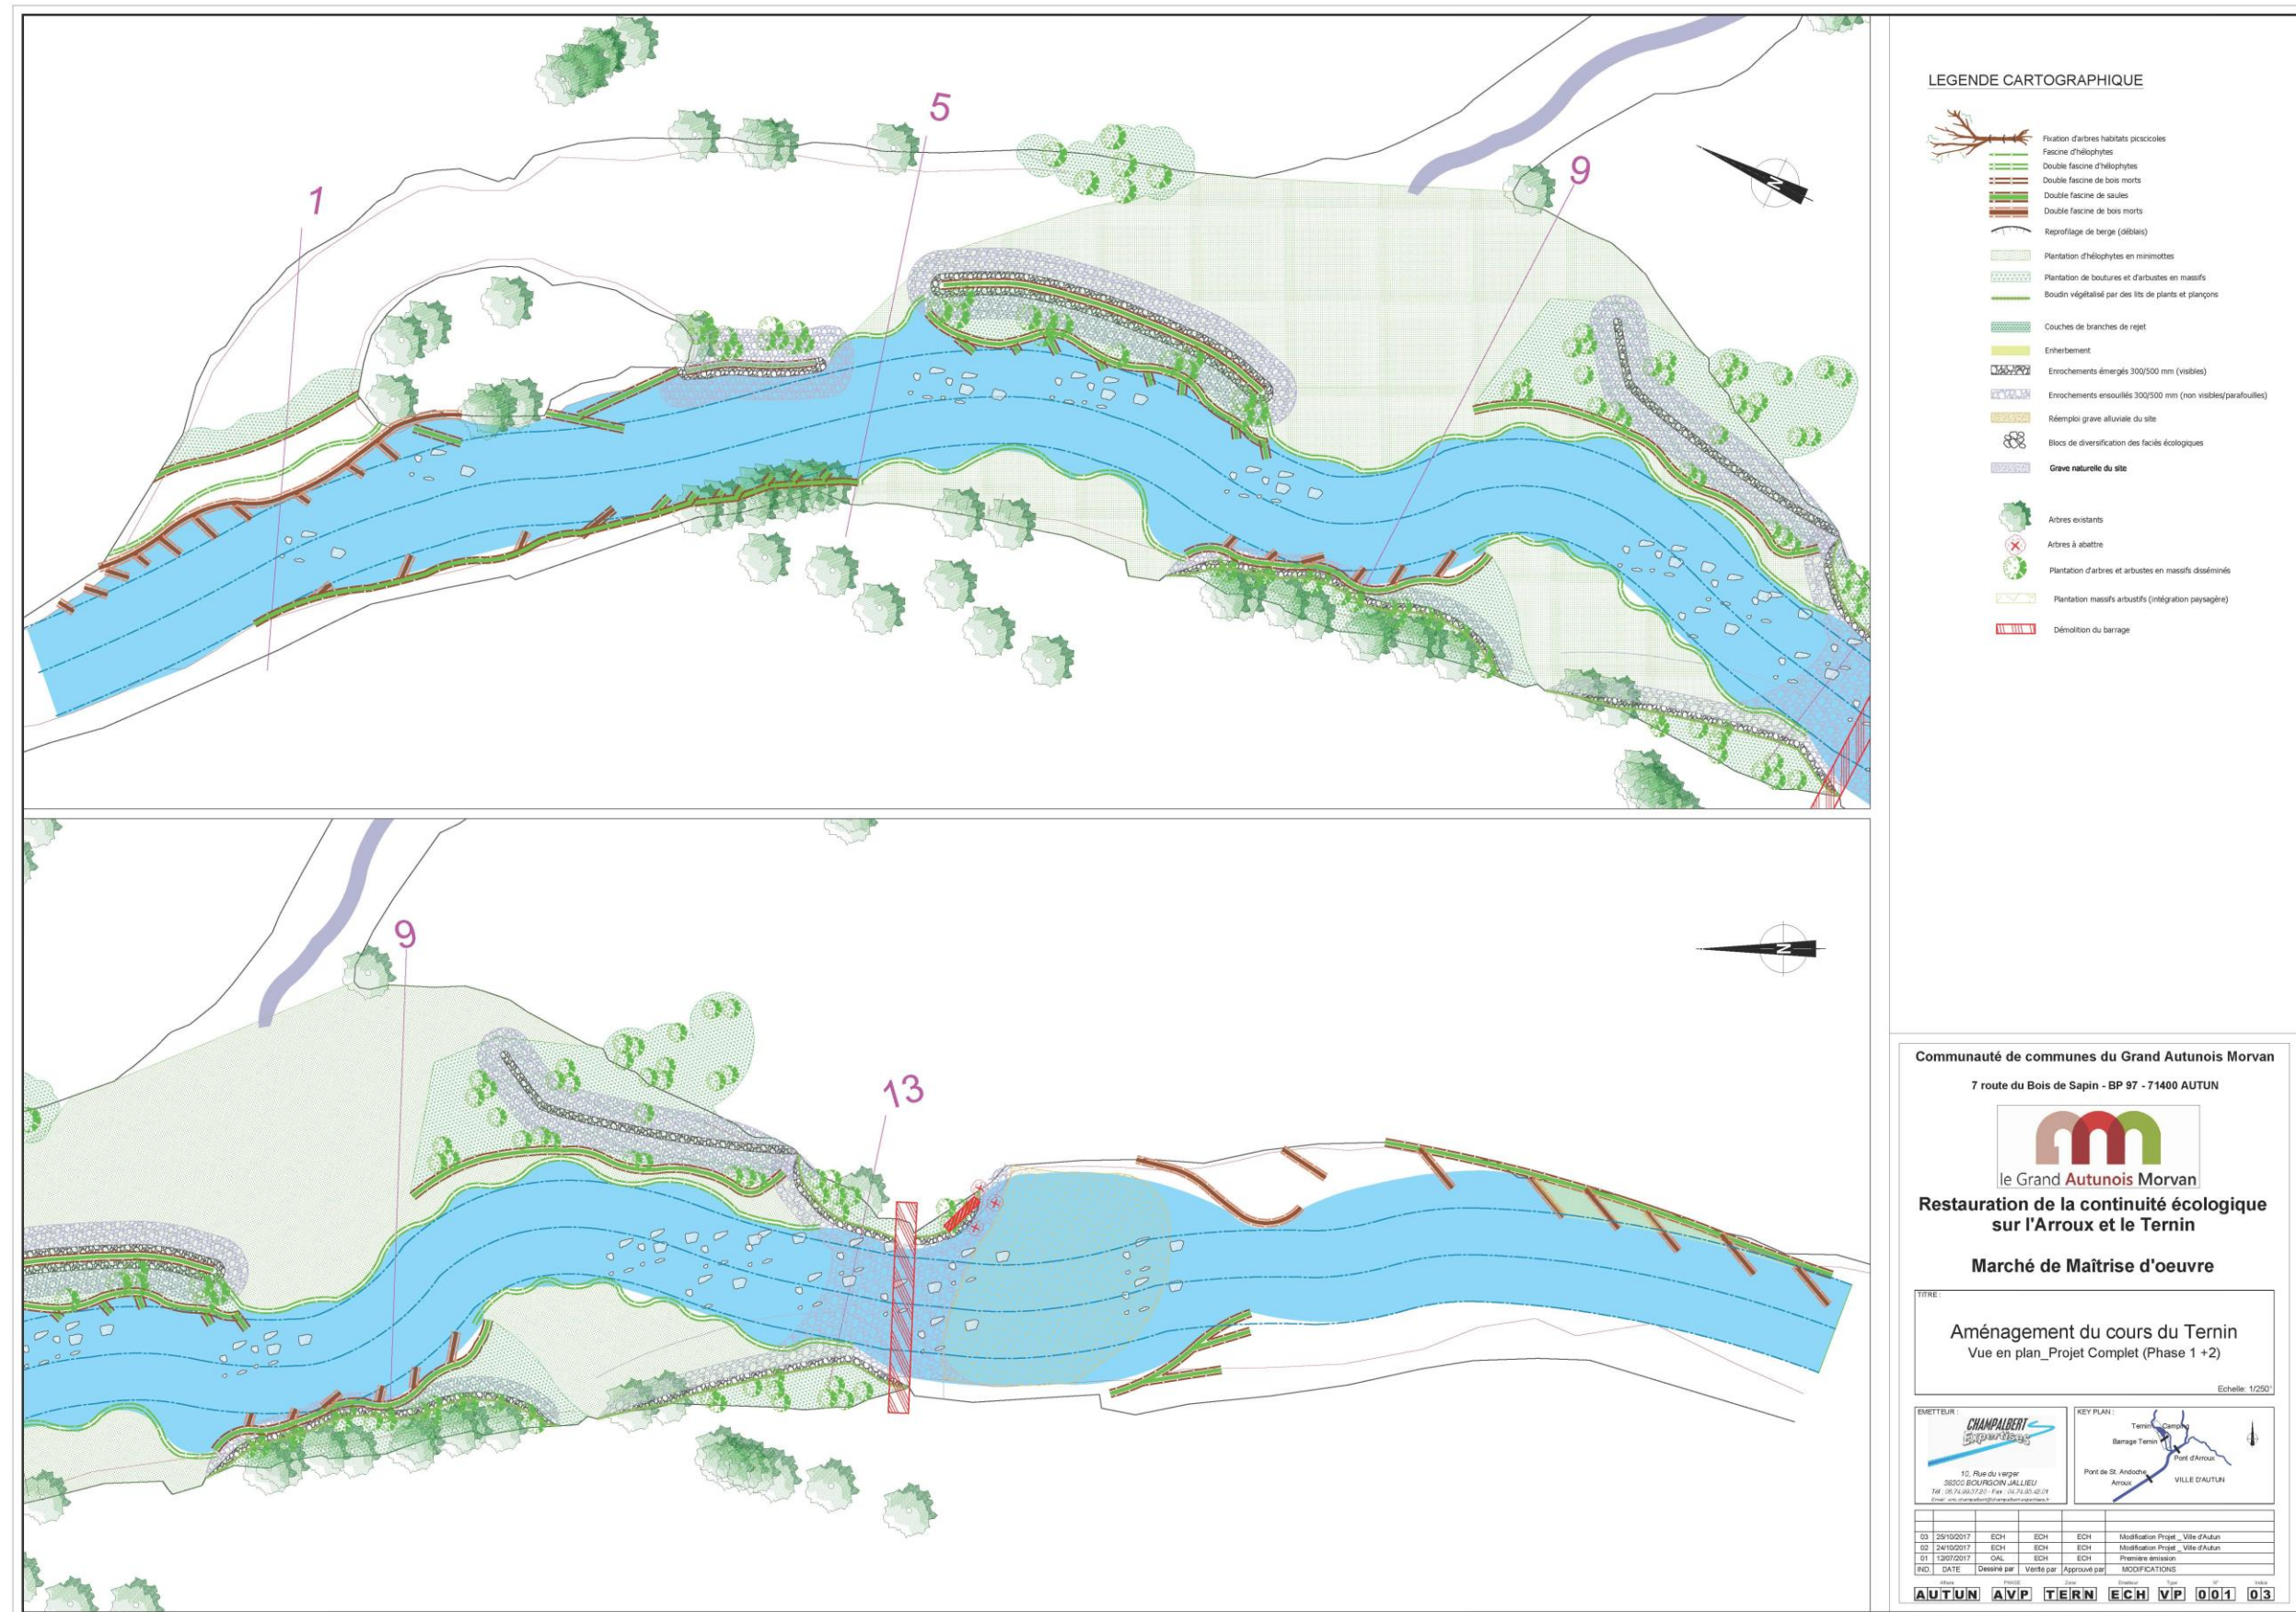 1
5
9
N
9
13
N
LEGENDE CARTOGRAPHIQUE
Fixation d'arbres habitats picscicoles
Fascine d'hélophytes
Double fascine d'hélophytes
Double fascine de bois morts
Double fascine de saules
Double fascine de bois morts
Reprofilage de berge (déblais)
Plantation d'hélophytes en minimottes
Plantation de boutures et d'arbustes en massifs
Boudin végétalisé par des lits de plants et plançons
Couches de branches de rejet
Enherbement
Enrochements émergés 300/500 mm (visibles)
Enrochements ensouillés 300/500 mm (non visibles/parafouilles)
Réemploi grave alluviale du site
Blocs de diversification des faciés écologiques
Grave naturelle du site
Arbres existants
Arbres à abattre
Plantation d'arbres et arbustes en massifs disséminés
Plantation massifs arbustifs (intégration paysagère)
Démolition du barrage
Communauté de communes du Grand Autunois Morvan
7 route du Bois de Sapin - BP 97 - 71400 AUTUN
le Grand Autunois Morvan
Restauration de la continuité écologique
sur l'Arroux et le Ternin
Marché de Maîtrise d'oeuvre
TITRE :
Aménagement du cours du Ternin
Vue en plan_Projet Complet (Phase 1 +2)
Echelle: 1/250°
EMETTEUR :
CHAMPALBERT
Expertises
10, Rue du verger
38300 BOURGOIN JALLIEU
KEY PLAN :
Ternin
Camping
Barrage Ternin
Pont d'Arroux
Pont de St. Andoche
Arroux
VILLE D'AUTUN
03 25/10/2017 ECH ECH ECH Modification Projet _ Ville d'Autun
02 24/10/2017 ECH ECH ECH Modification Projet _ Ville d'Autun
01 12/07/2017 OAL ECH ECH Première émission
IND. DATE Dessiné par Vérifié par Approuvé par MODIFICATIONS
Affaire PHASE Zone Emetteur Type N° Indice
AUTUN AVP TERN ECH VP 001 03